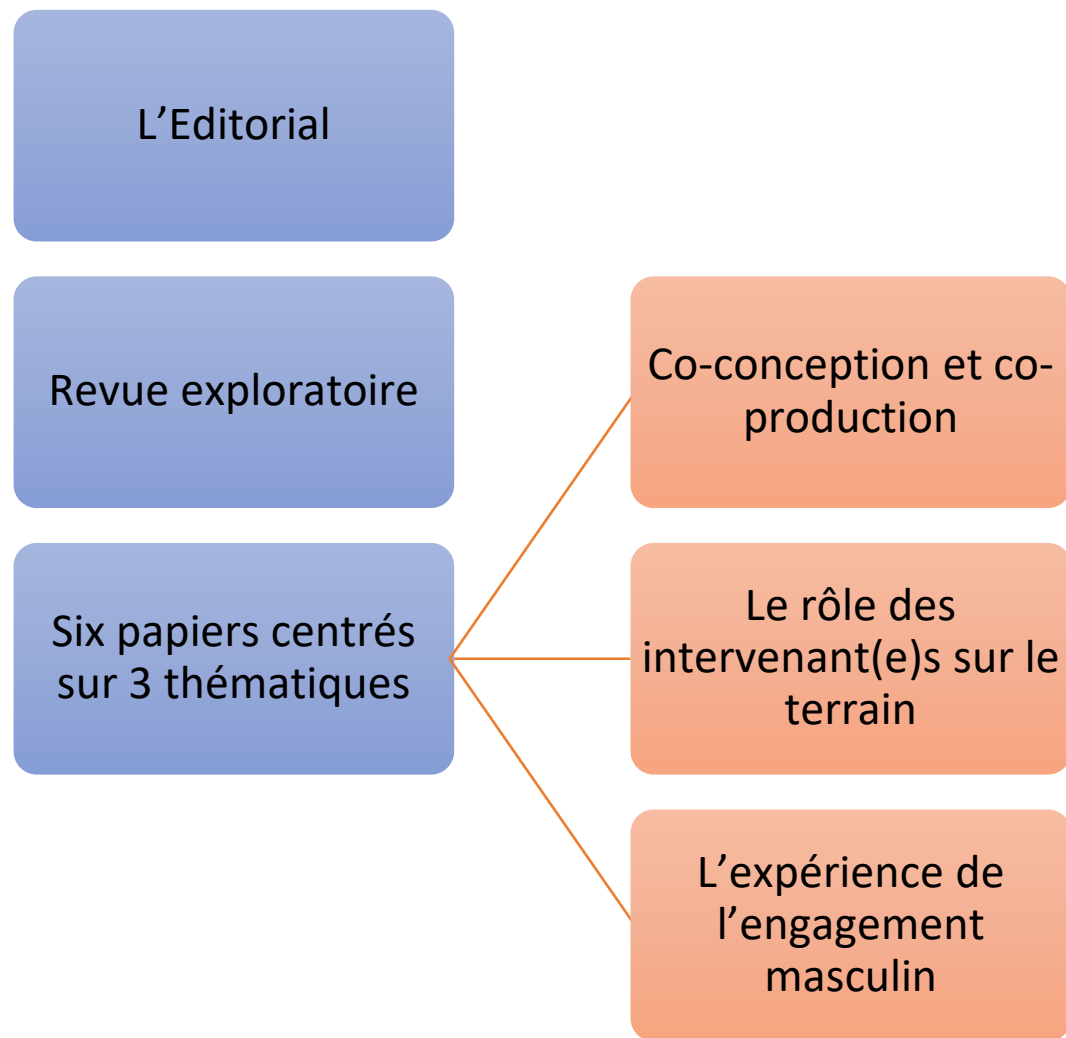 L’Editorial
Revue exploratoire
Six papiers centrés
sur 3 thématiques
Co-conception et co-
production
Le rôle des
intervenant(e)s sur le
terrain
L’expérience de
l’engagement
masculin